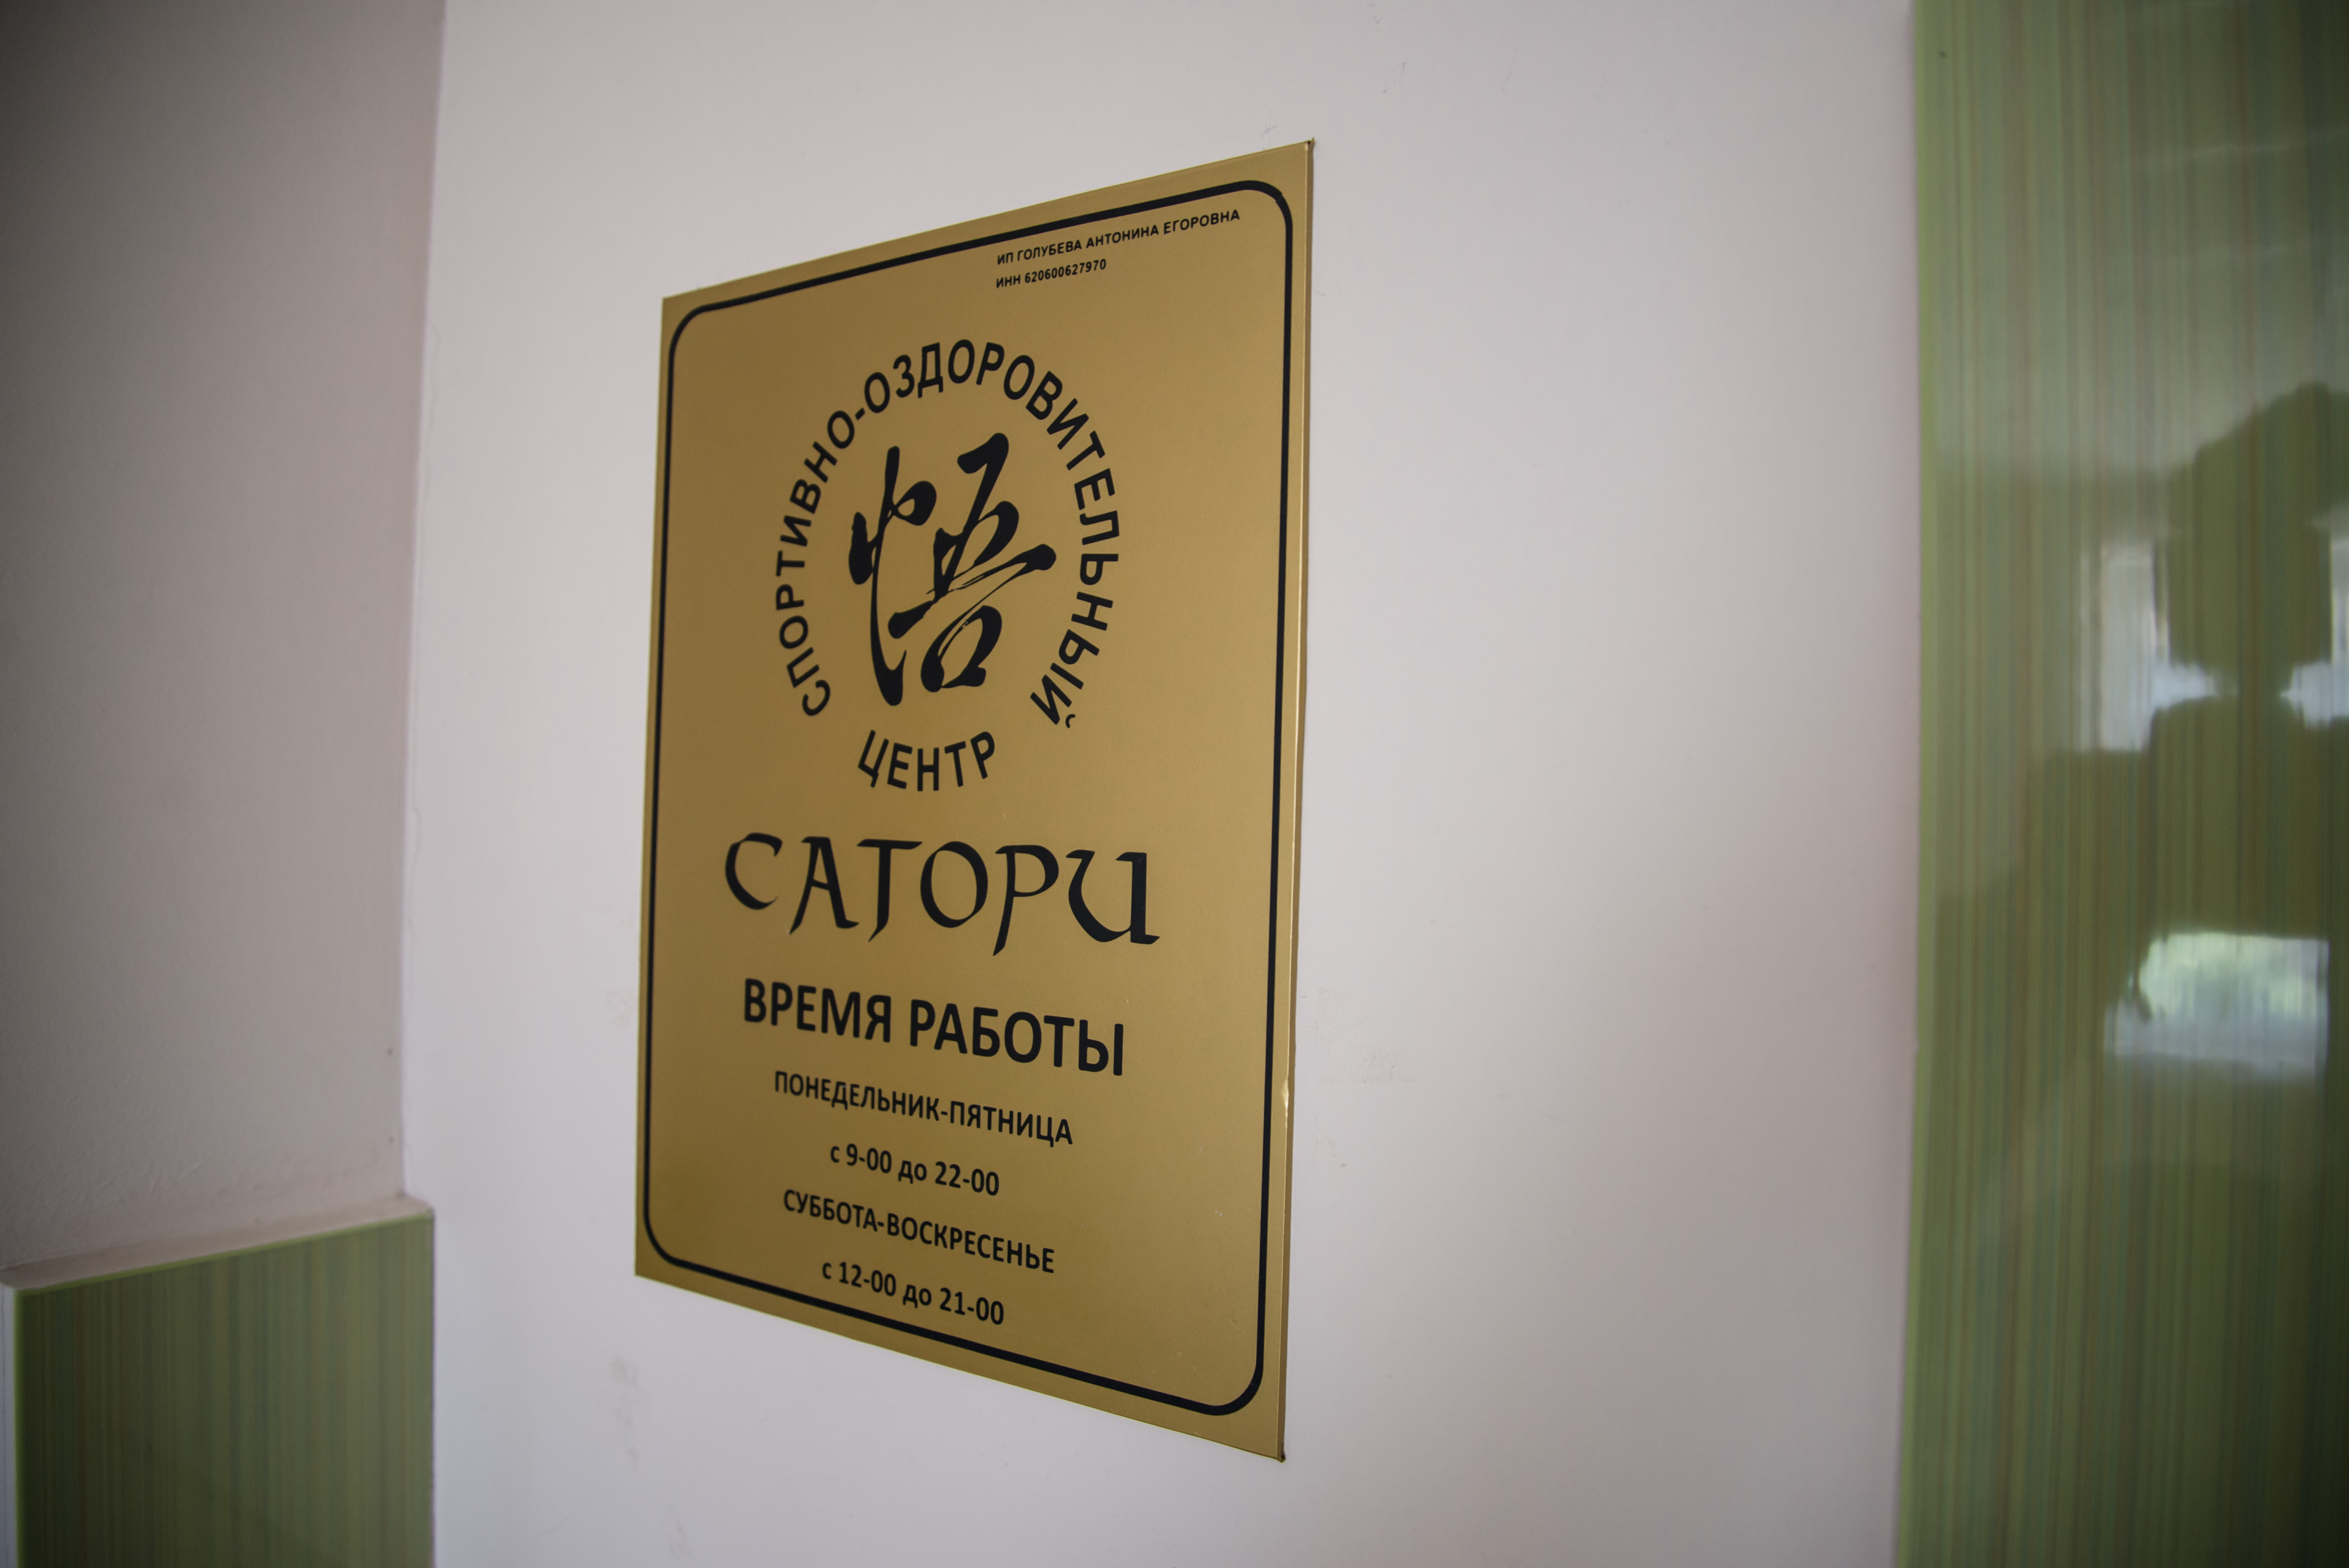 ИП ГОЛУБЕВА АНТОНИНА ЕГОРОВНА
ИНН 620600627970
СПОРТИВНО-ОЗДОРОВИТЕЛЬНЫЙ
悟
ЦЕНТР
САТОРИ
ВРЕМЯ РАБОТЫ
ПОНЕДЕЛЬНИК-ПЯТНИЦА
с 9-00 до 22-00
СУББОТА-ВОСКРЕСЕНЬЕ
с 12-00 до 21-00